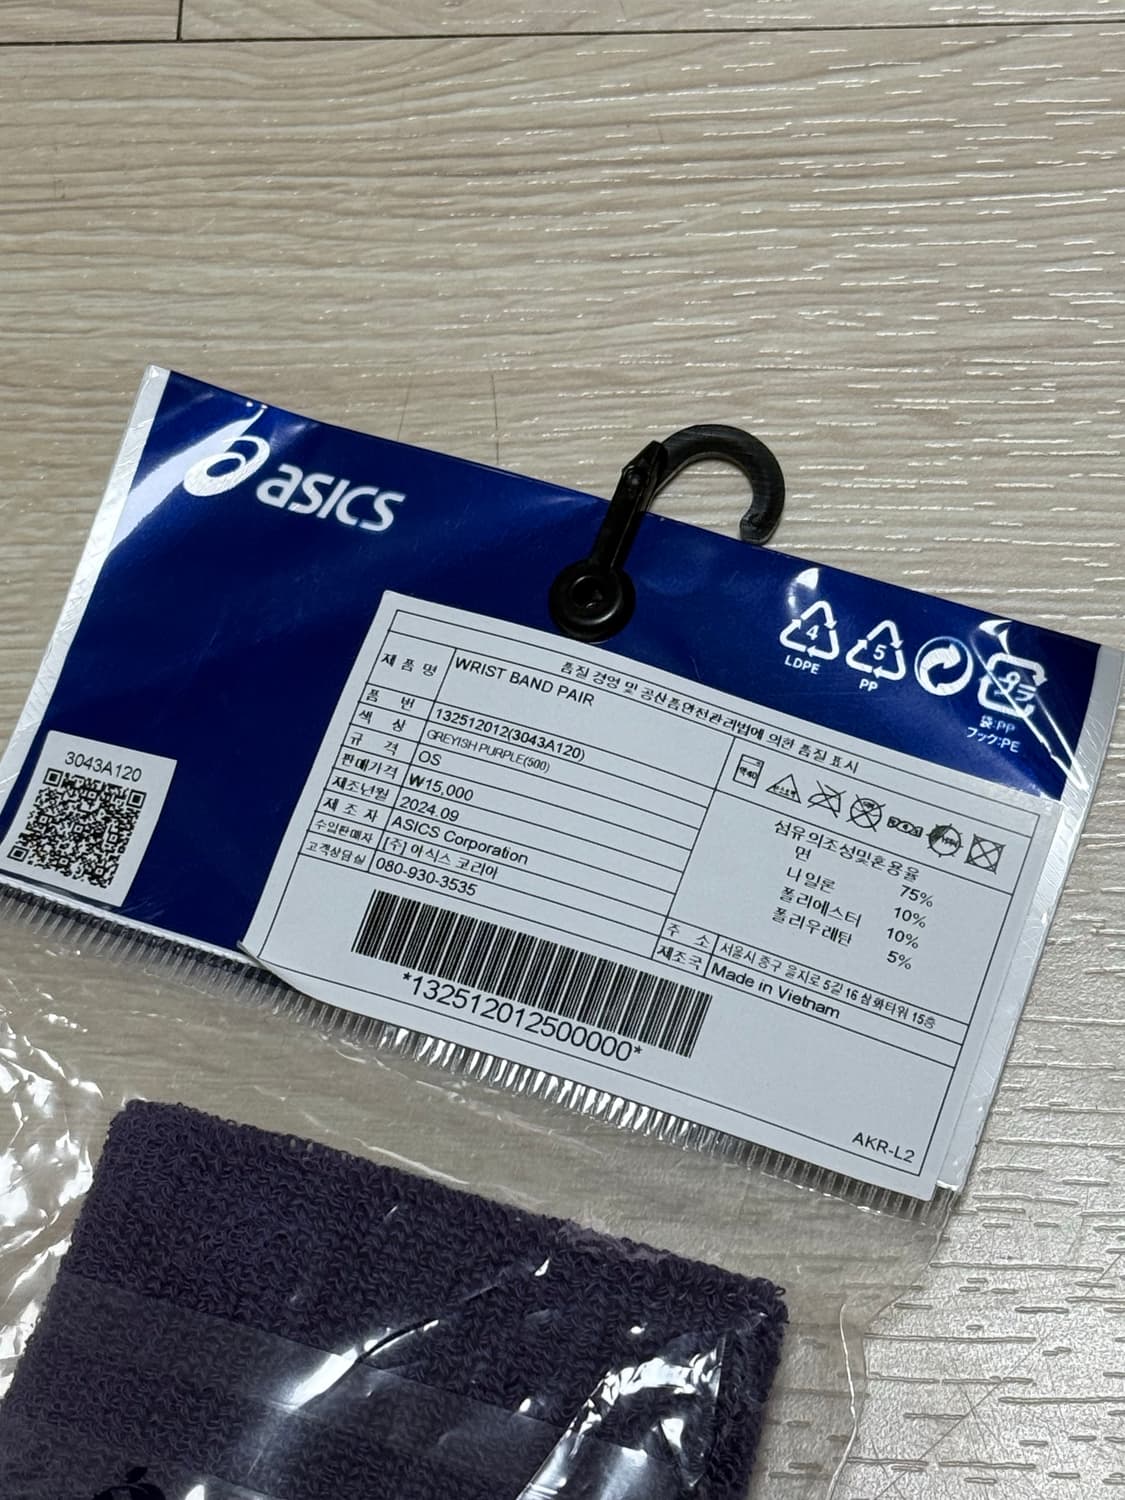 asics
4
LDPE
5
PP
袋:PP
フック:PE
3043A120
품질경영 및 공산품안전관리법에 의한 품질표시
제품명 WRIST BAND PAIR
품번 132512012(3043A120)
색상 GREYISH PURPLE(500)
규격 OS
판매가격 ₩15,000
제조년월 2024.09
제조자 ASICS Corporation
수입판매자 (주) 아식스 코리아
고객상담실 080-930-3535
섬유의조성및혼용율
면 75%
나일론 10%
폴리에스터 10%
폴리우레탄 5%
주소 서울시 중구 을지로 5길 16 삼화타워 15층
제조국 Made in Vietnam
*132512012500000*
AKR-L2